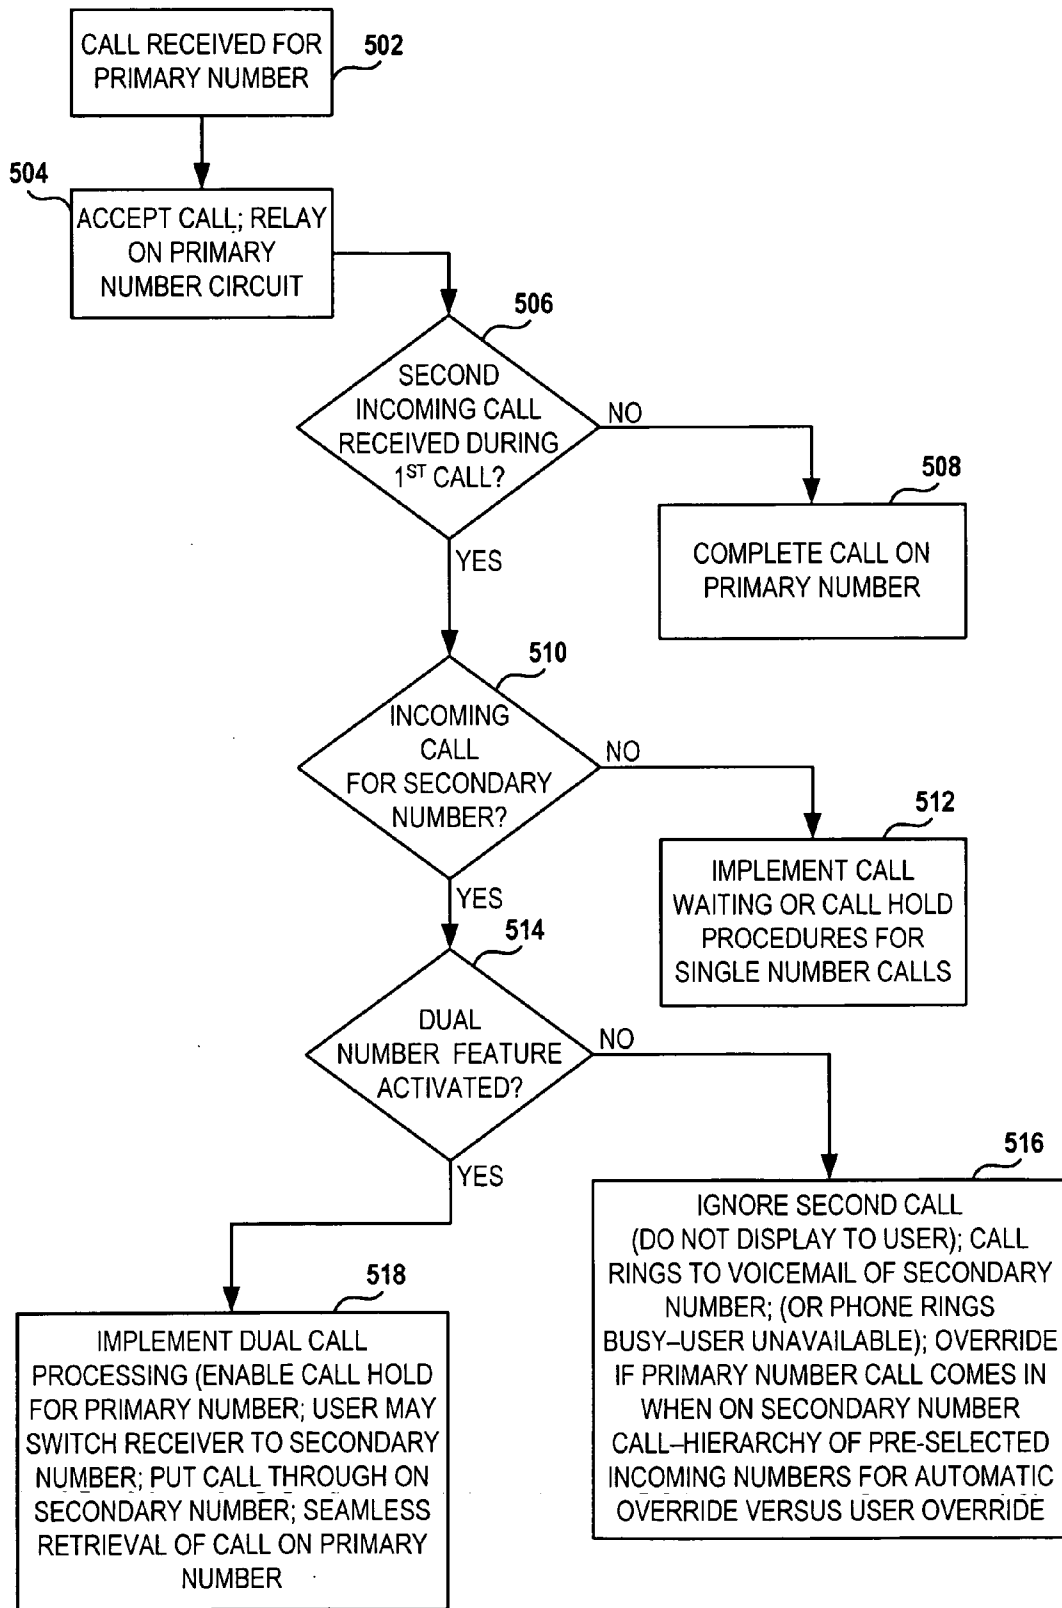 CALL RECEIVED FOR
PRIMARY NUMBER
502
504
ACCEPT CALL; RELAY
ON PRIMARY
NUMBER CIRCUIT
506
SECOND
INCOMING CALL
RECEIVED DURING
1ST CALL?
NO
YES
508
COMPLETE CALL ON
PRIMARY NUMBER
510
INCOMING
CALL
FOR SECONDARY
NUMBER?
NO
YES
512
IMPLEMENT CALL
WAITING OR CALL HOLD
PROCEDURES FOR
SINGLE NUMBER CALLS
514
DUAL
NUMBER FEATURE
ACTIVATED?
NO
YES
516
IGNORE SECOND CALL
(DO NOT DISPLAY TO USER); CALL
RINGS TO VOICEMAIL OF SECONDARY
NUMBER; (OR PHONE RINGS
BUSY–USER UNAVAILABLE); OVERRIDE
IF PRIMARY NUMBER CALL COMES IN
WHEN ON SECONDARY NUMBER
CALL–HIERARCHY OF PRE-SELECTED
INCOMING NUMBERS FOR AUTOMATIC
OVERRIDE VERSUS USER OVERRIDE
518
IMPLEMENT DUAL CALL
PROCESSING (ENABLE CALL HOLD
FOR PRIMARY NUMBER; USER MAY
SWITCH RECEIVER TO SECONDARY
NUMBER; PUT CALL THROUGH ON
SECONDARY NUMBER; SEAMLESS
RETRIEVAL OF CALL ON PRIMARY
NUMBER